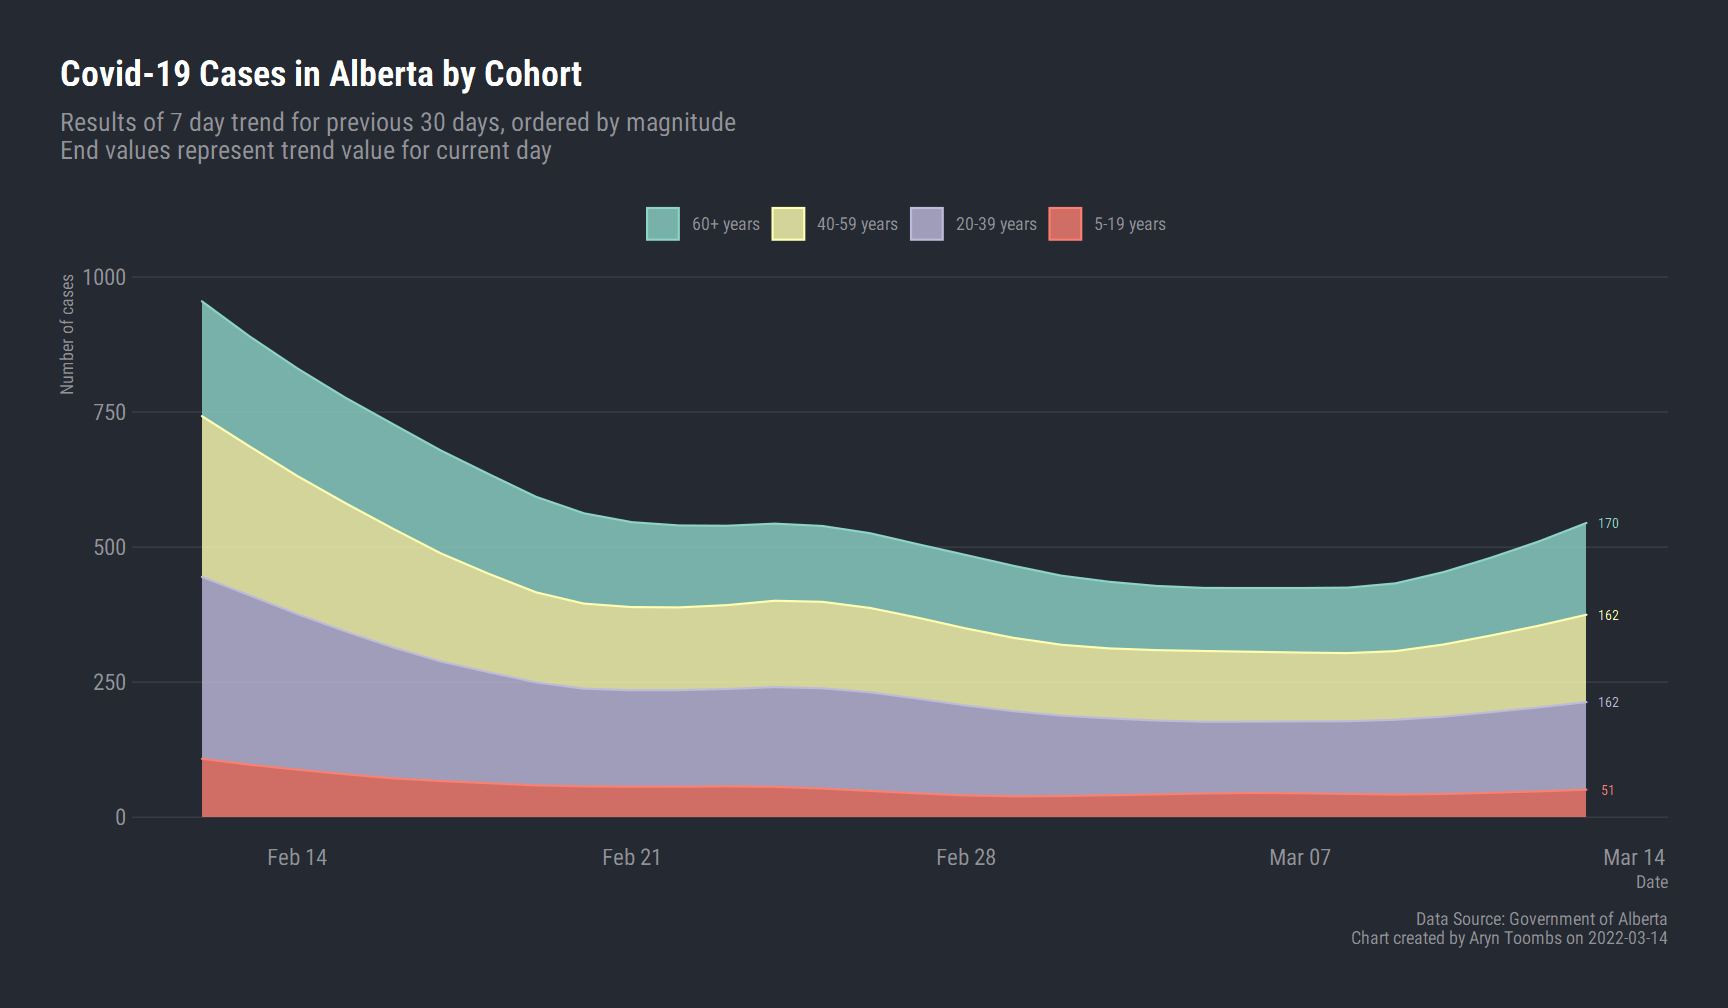 Covid-19 Cases in Alberta by Cohort
Results of 7 day trend for previous 30 days, ordered by magnitude
End values represent trend value for current day
60+ years 40-59 years 20-39 years 5-19 years
Number of cases
1000
750
500
250
0
170
162
162
51
Feb 14 Feb 21 Feb 28 Mar 07 Mar 14
Date
Data Source: Government of Alberta
Chart created by Aryn Toombs on 2022-03-14